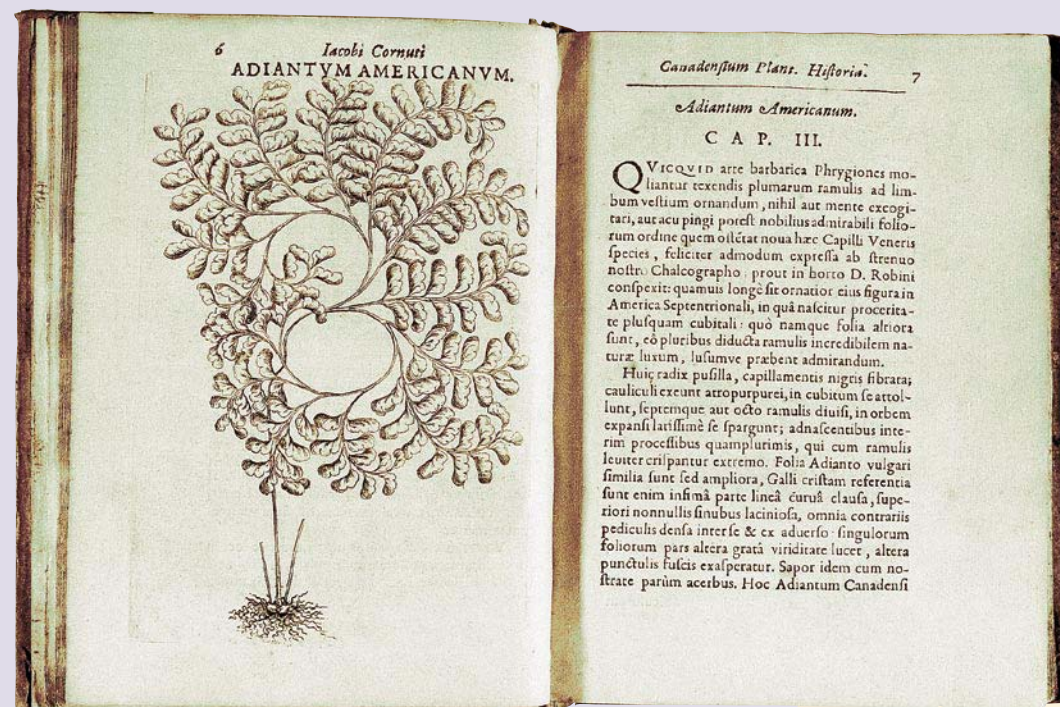 6
Iacobi Cornuti
ADIANTVM AMERICANVM.
Canadensium Plant. Historia.
7
Adiantum Americanum.
CAP. III.
QVICQVID arte barbarica Phrygiones mo-
liantur texendis plumarum ramulis ad lim-
bum vestium ornandum, nihil aut mente excogi-
tari, aut acu pingi potest nobilius admirabili folio-
rum ordine quem ostẽtat noua hæc Capilli Veneris
species, feliciter admodum expressa ab strenuo
nostro Chalcographo, prout in horto D. Robini
conspexit: quamuis longè sit ornatior eius figura in
America Septentrionali, in quâ nascitur procerita-
te plusquam cubitali: quò namque folia altiora
sunt, eò pluribus diducta ramulis incredibilem na-
turæ luxum, lusumve præbent admirandum.
Huic radix pusilla, capillamentis nigris fibrata;
cauliculi exeunt atropurpurei, in cubitum se attol-
lunt, septemque aut octo ramulis diuisi, in orbem
expansi latissimè se spargunt; adnascentibus inte-
rim processibus quamplurimis, qui cum ramulis
leuiter crispantur extremo. Folia Adianto vulgari
similia sunt sed ampliora, Galli cristam referentia
sunt enim infimâ parte lineâ curuâ clausa, supe-
riori nonnullis sinubus laciniosa, omnia contrariis
pediculis densa inter se & ex aduerso singulorum
foliorum pars altera gratâ viriditate lucet, altera
punctulis fuscis exasperatur. Sapor idem cum no-
strate parùm acerbus. Hoc Adiantum Canadensi